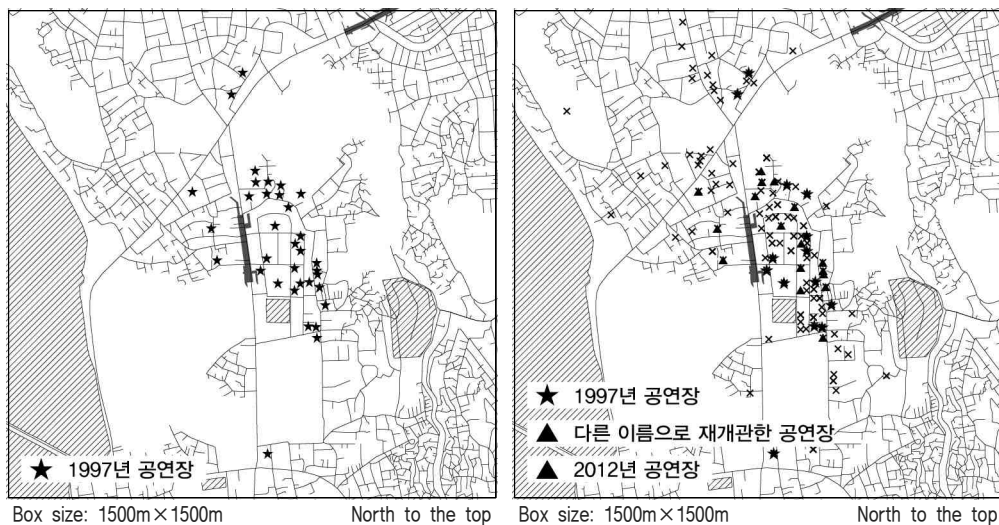 ★ 1997년 공연장
Box size: 1500m×1500m North to the top
★ 1997년 공연장
▲ 다른 이름으로 재개관한 공연장
▲ 2012년 공연장
Box size: 1500m×1500m North to the top